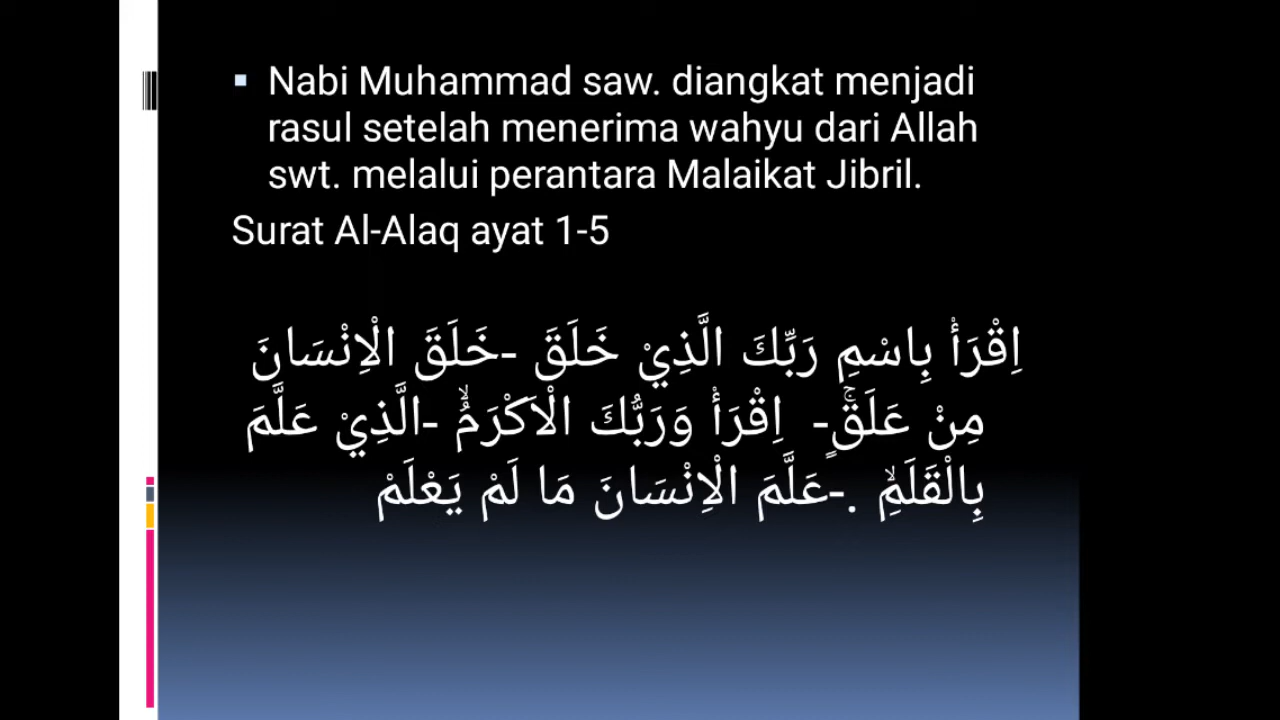 ▪ Nabi Muhammad saw. diangkat menjadi
rasul setelah menerima wahyu dari Allah
swt. melalui perantara Malaikat Jibril.
Surat Al-Alaq ayat 1-5
اِقْرَأْ بِاسْمِ رَبِّكَ الَّذِيْ خَلَقَ -خَلَقَ الْاِنْسَانَ
مِنْ عَلَقٍۚ- اِقْرَأْ وَرَبُّكَ الْاَكْرَمُۙ -الَّذِيْ عَلَّمَ
بِالْقَلَمِۙ .-عَلَّمَ الْاِنْسَانَ مَا لَمْ يَعْلَمْ